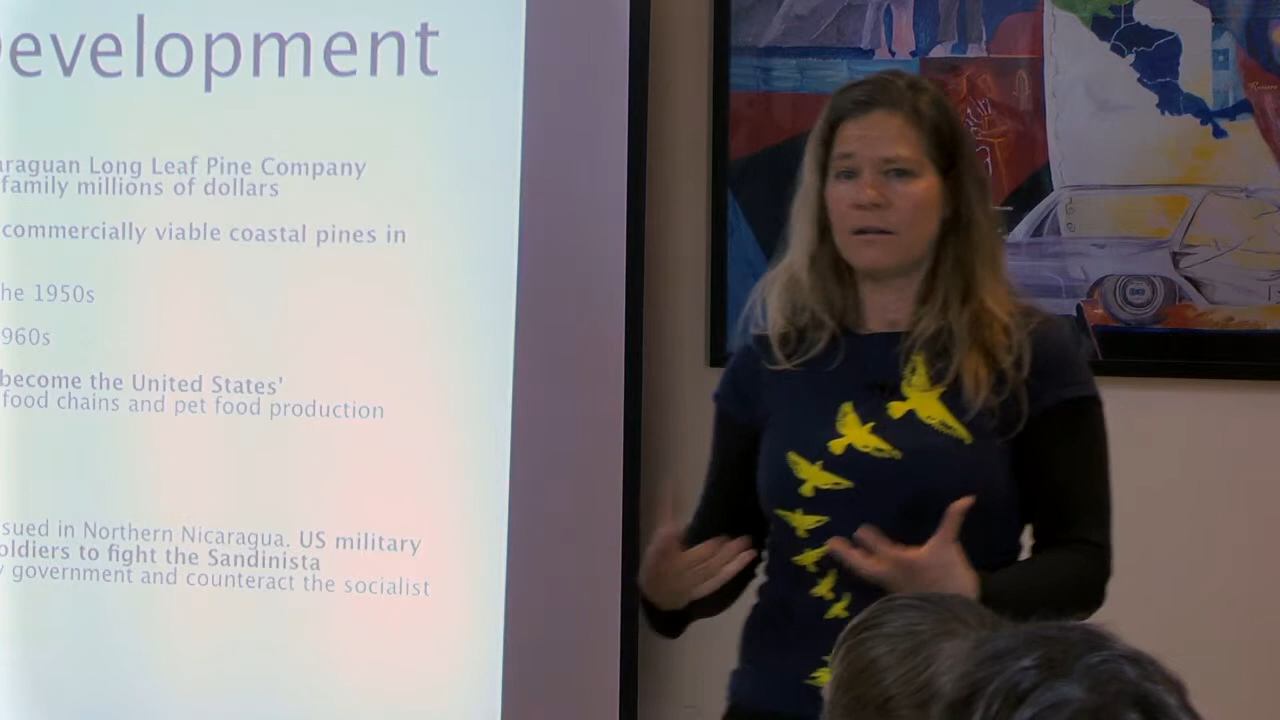 Development
araguan Long Leaf Pine Company
family millions of dollars
commercially viable coastal pines in
he 1950s
960s
become the United States'
food chains and pet food production
sued in Northern Nicaragua. US military
oldiers to fight the Sandinista
y government and counteract the socialist